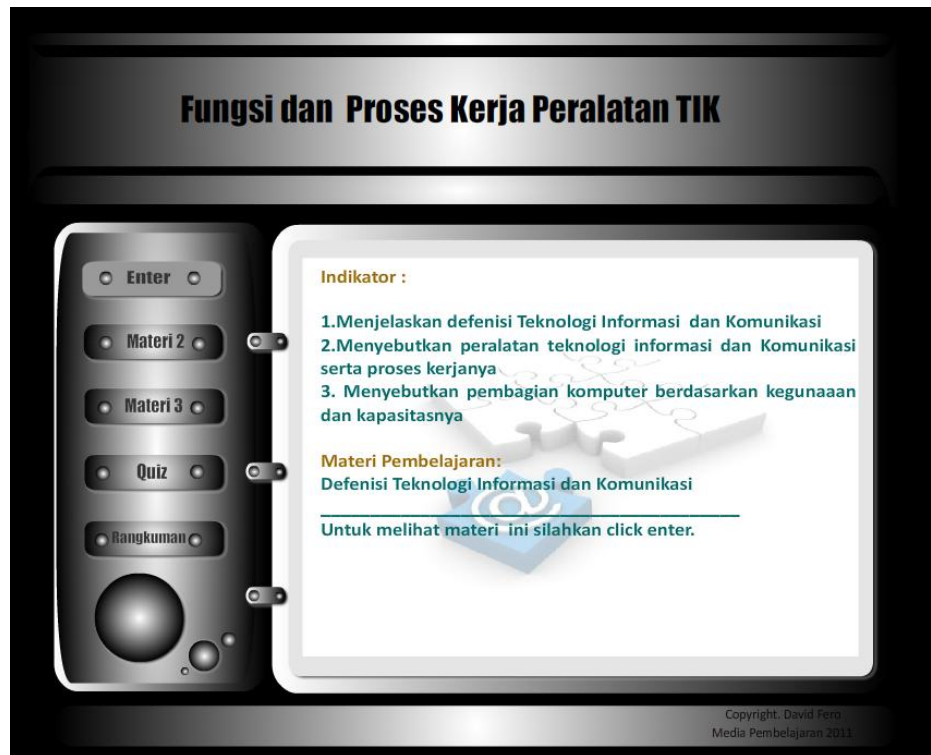 Fungsi dan Proses Kerja Peralatan TIK
Enter
Materi 2
Materi 3
Quiz
Rangkuman
Indikator :
1.Menjelaskan defenisi Teknologi Informasi dan Komunikasi
2.Menyebutkan peralatan teknologi informasi dan Komunikasi
serta proses kerjanya
3. Menyebutkan pembagian komputer berdasarkan kegunaaan
dan kapasitasnya
Materi Pembelajaran:
Defenisi Teknologi Informasi dan Komunikasi
Untuk melihat materi ini silahkan click enter.
@
Copyright. David Fero
Media Pembelajaran 2011